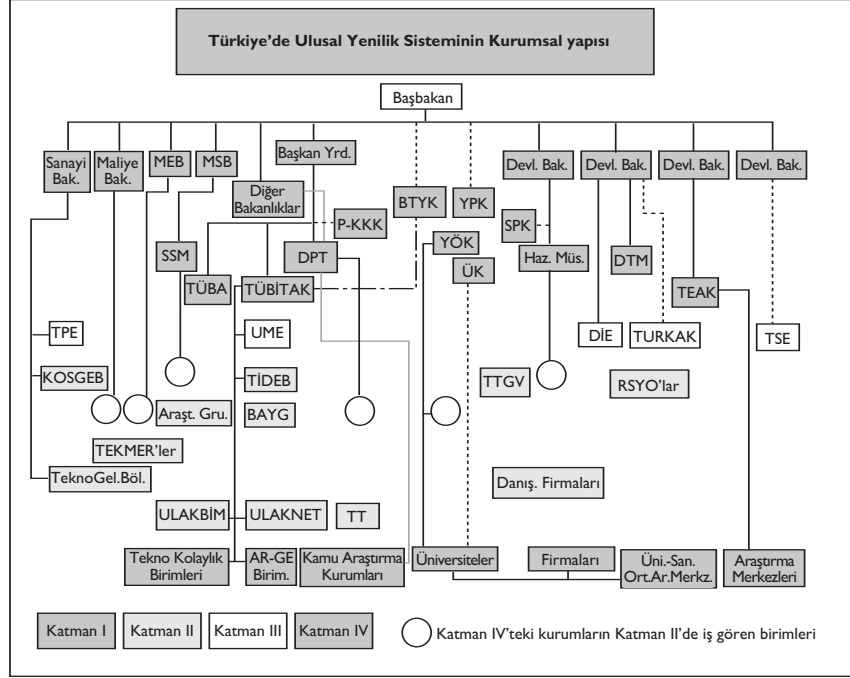 Türkiye’de Ulusal Yenilik Sisteminin Kurumsal yapısı
Başbakan
Sanayi
Bak.
Maliye
Bak.
MEB
MSB
Başkan Yrd.
Devl. Bak.
Devl. Bak.
Devl. Bak.
Devl. Bak.
Diğer
Bakanlıklar
BTYK
YPK
P-KKK
SPK
SSM
DPT
YÖK
Haz. Müs.
DTM
ÜK
TÜBA
TÜBİTAK
TEAK
TPE
UME
DİE
TURKAK
TSE
KOSGEB
TİDEB
TTGV
RSYO’lar
Araşt. Gru.
BAYG
TEKMER’ler
TeknoGel.Böl.
Danış. Firmaları
ULAKBİM
ULAKNET
TT
Tekno Kolaylık
Birimleri
AR-GE
Birim.
Kamu Araştırma
Kurumları
Üniversiteler
Firmaları
Üni.-San.
Ort.Ar.Merkz.
Araştırma
Merkezleri
Katman I
Katman II
Katman III
Katman IV
Katman IV’teki kurumların Katman II’de iş gören birimleri